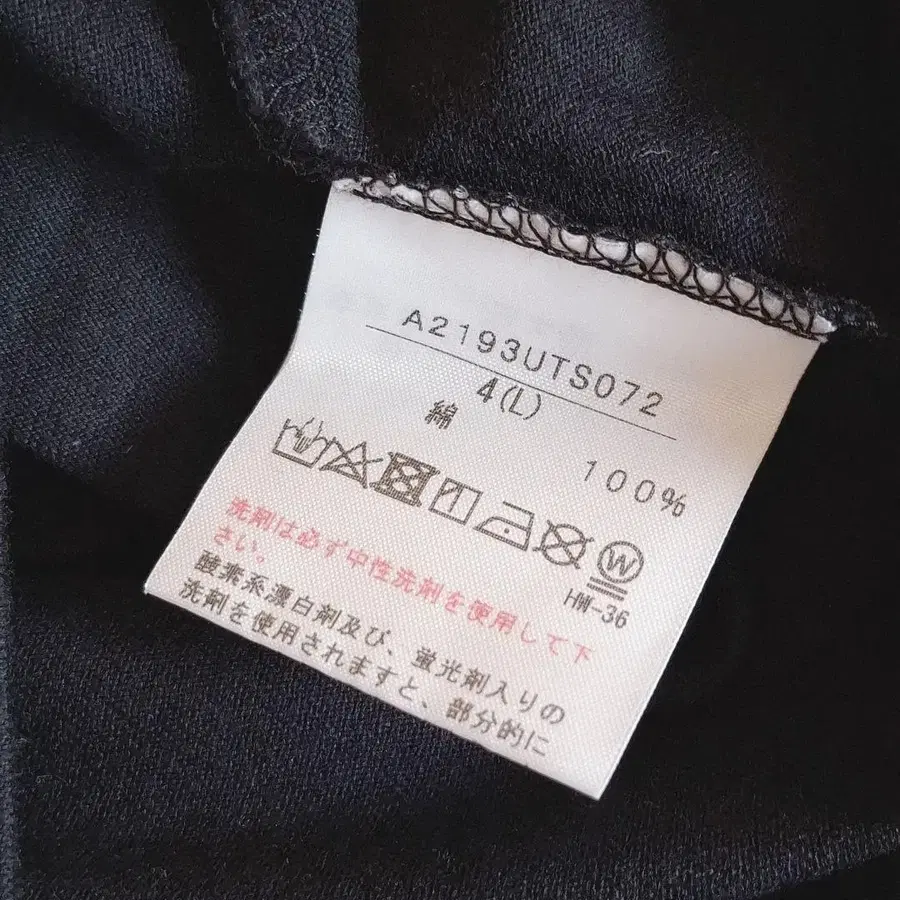 A2193UTS072
4(L)
綿 100%
W
HW-36
洗剤は必ず中性洗剤を使用して下
さい。
酸素系漂白剤及び、蛍光剤入りの
洗剤を使用されますと、部分的に